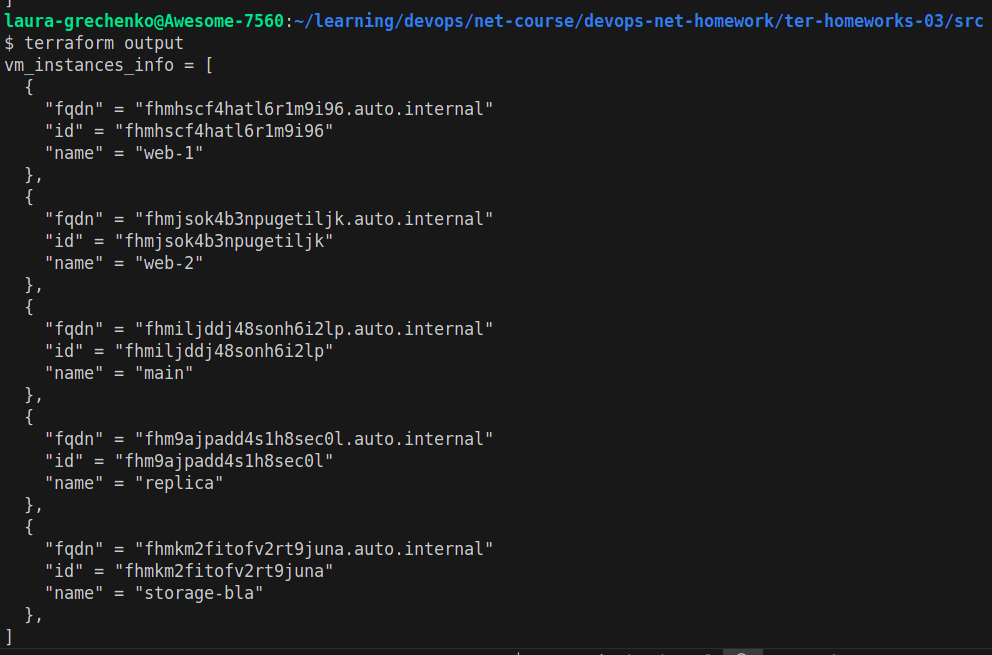 ]
laura-grechenko@Awesome-7560:~/learning/devops/net-course/devops-net-homework/ter-homeworks-03/src
$ terraform output
vm_instances_info = [
  {
    "fqdn" = "fhmhscf4hatl6r1m9i96.auto.internal"
    "id" = "fhmhscf4hatl6r1m9i96"
    "name" = "web-1"
  },
  {
    "fqdn" = "fhmjsok4b3npugetiljk.auto.internal"
    "id" = "fhmjsok4b3npugetiljk"
    "name" = "web-2"
  },
  {
    "fqdn" = "fhmiljddj48sonh6i2lp.auto.internal"
    "id" = "fhmiljddj48sonh6i2lp"
    "name" = "main"
  },
  {
    "fqdn" = "fhm9ajpadd4s1h8sec0l.auto.internal"
    "id" = "fhm9ajpadd4s1h8sec0l"
    "name" = "replica"
  },
  {
    "fqdn" = "fhmkm2fitofv2rt9juna.auto.internal"
    "id" = "fhmkm2fitofv2rt9juna"
    "name" = "storage-bla"
  },
]